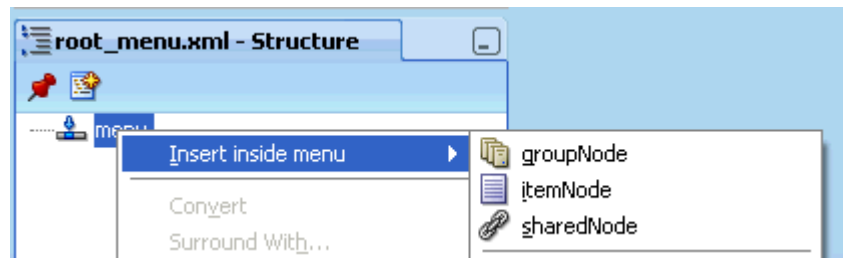 root_menu.xml - Structure
menu
Insert inside menu
groupNode
itemNode
sharedNode
Convert
Surround With...